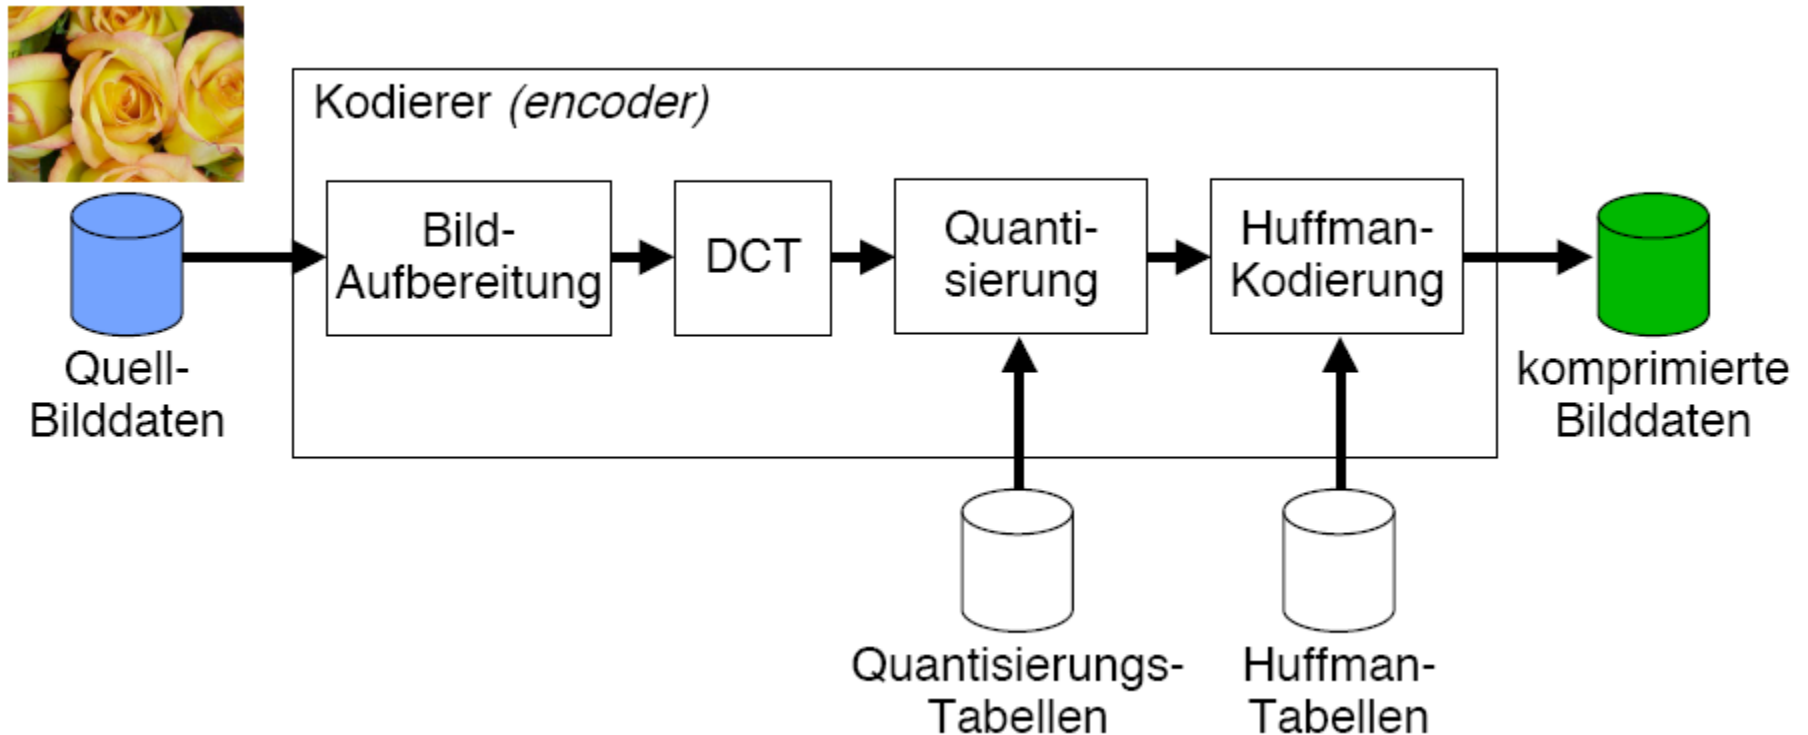 Kodierer (encoder)
Bild-
Aufbereitung
DCT
Quanti-
sierung
Huffman-
Kodierung
Quell-
Bilddaten
komprimierte
Bilddaten
Quantisierungs-
Tabellen
Huffman-
Tabellen